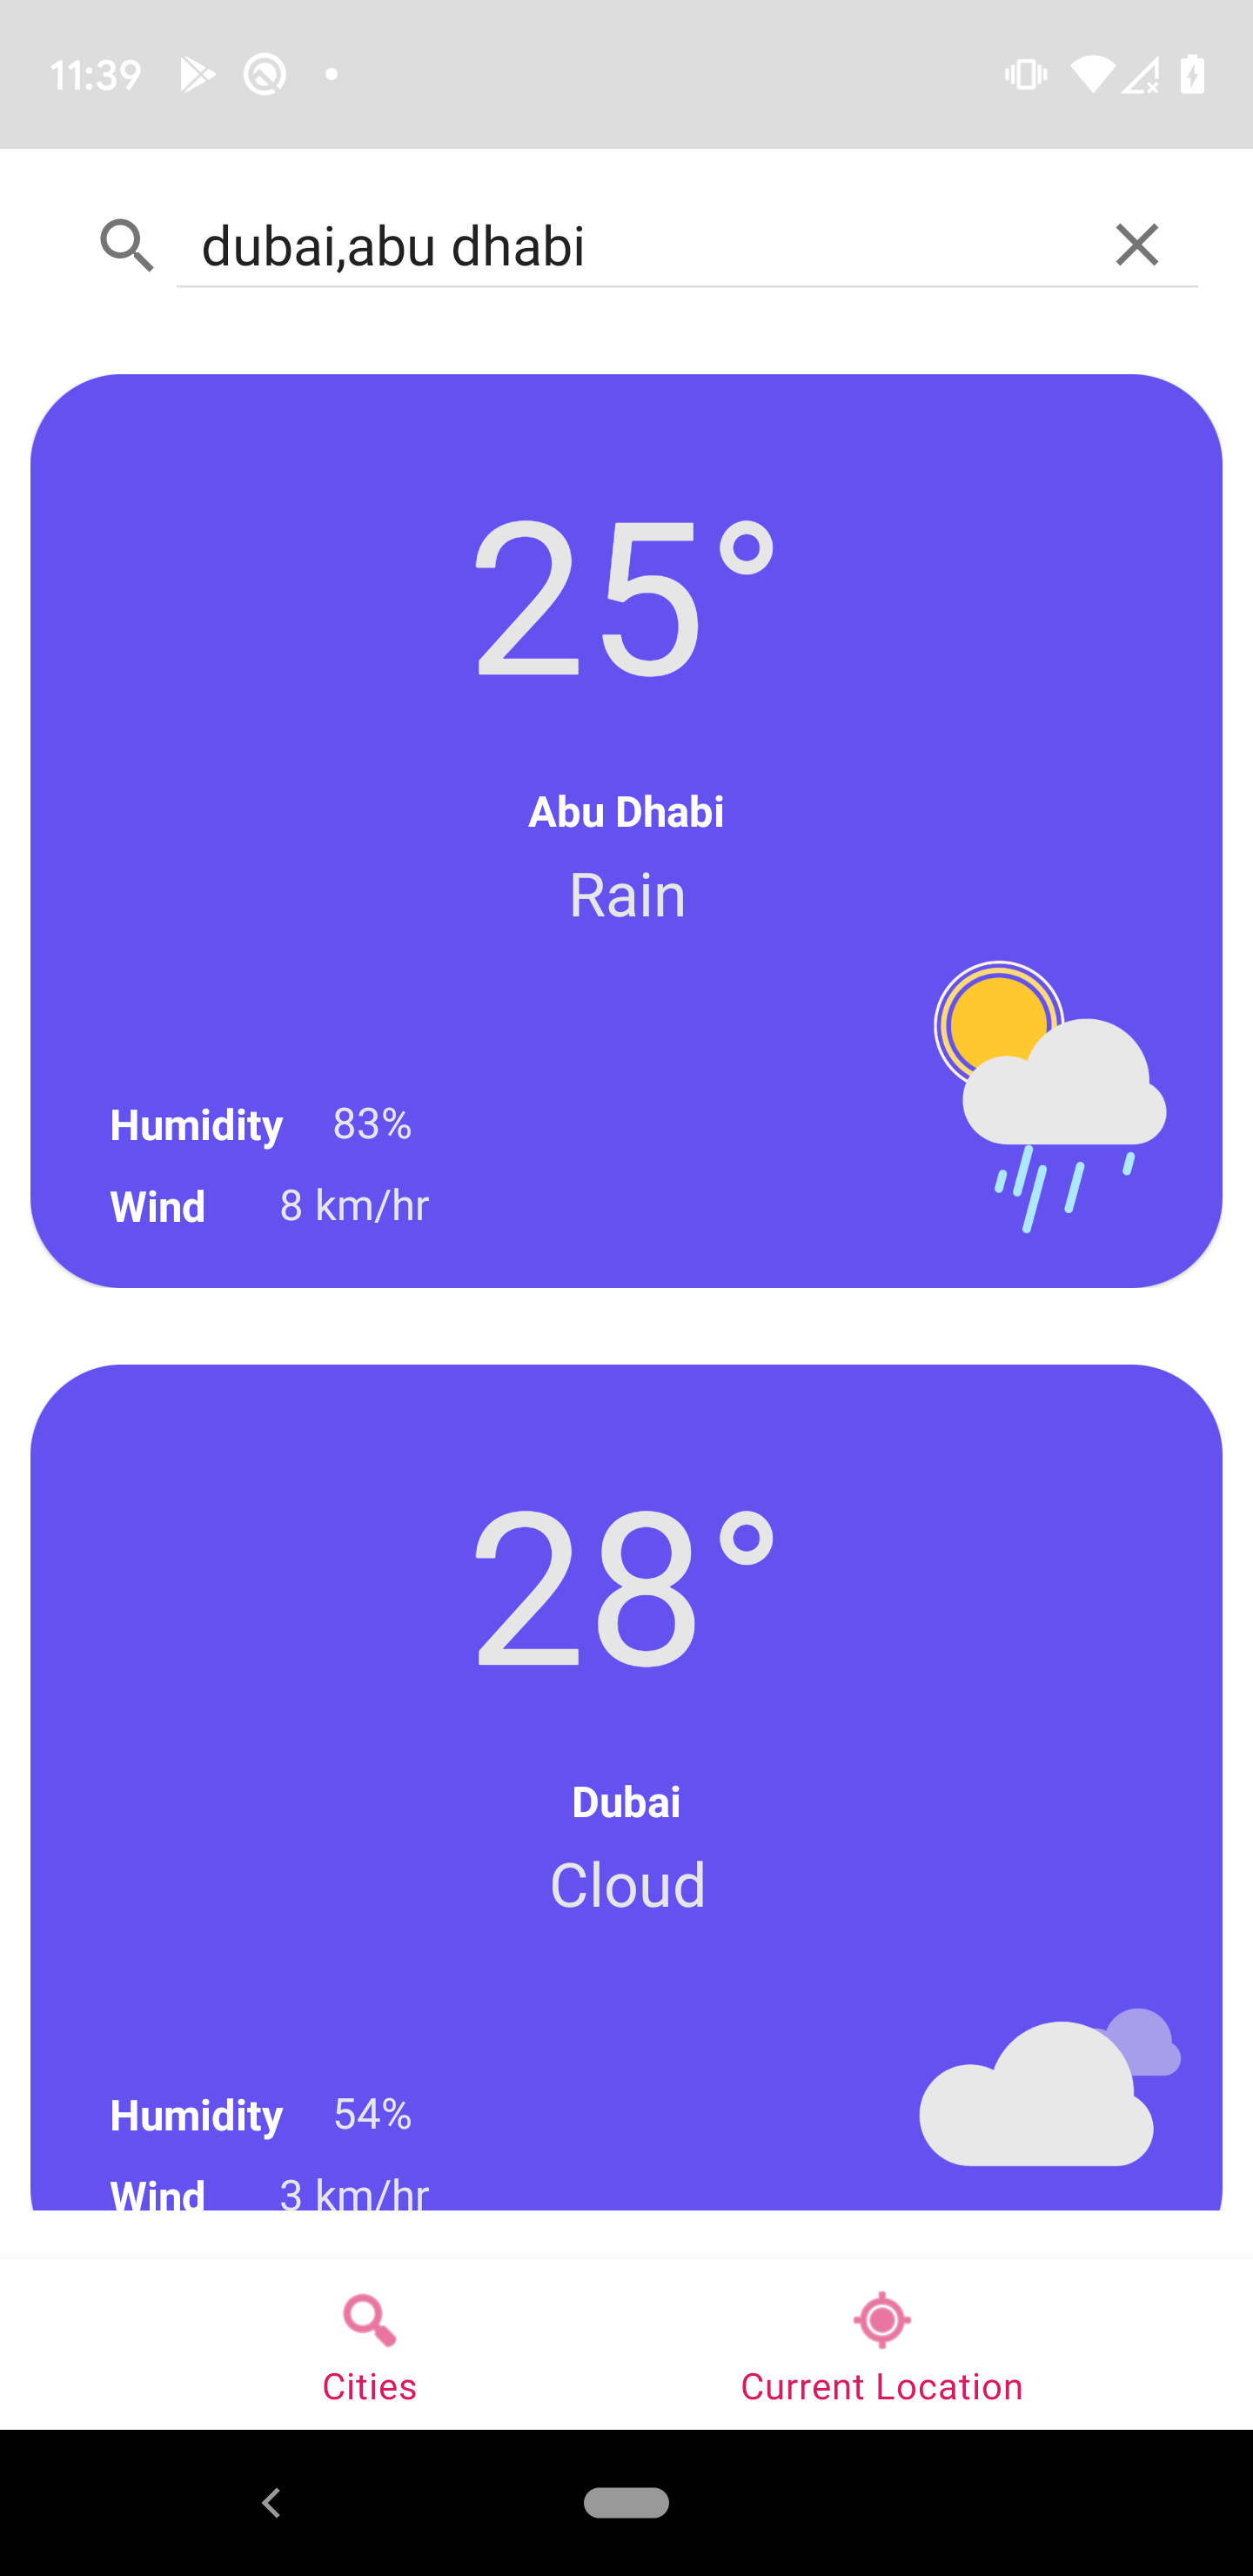 11:39
dubai,abu dhabi
25°
Abu Dhabi
Rain
Humidity 83%
Wind 8 km/hr
28°
Dubai
Cloud
Humidity 54%
Wind 3 km/hr
Cities Current Location